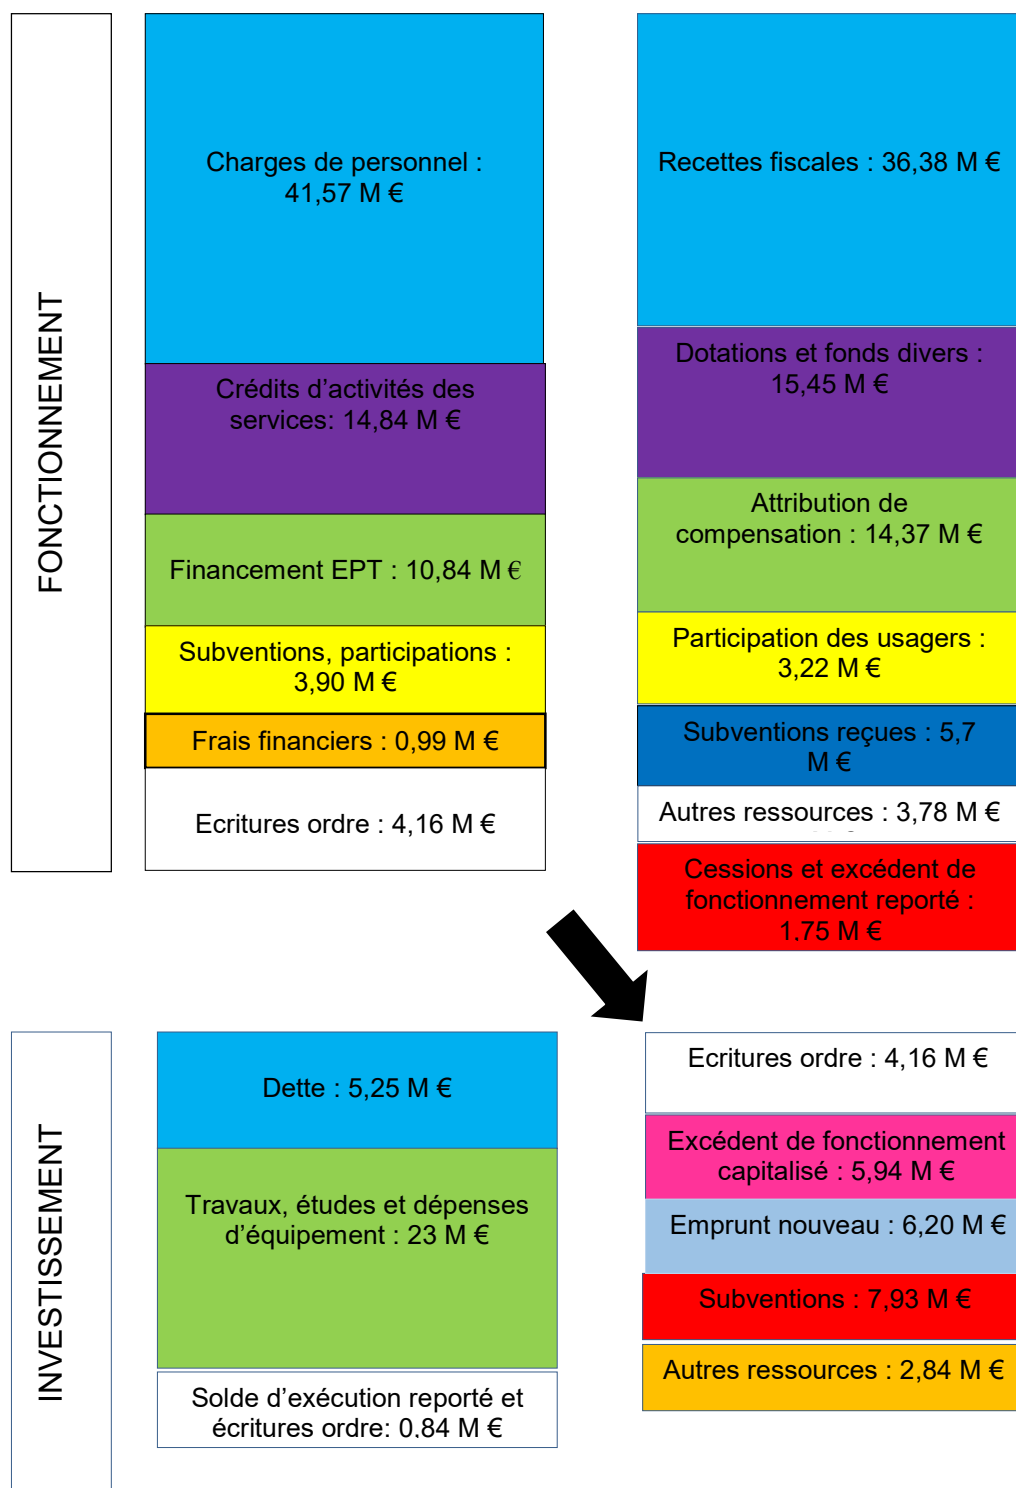 FONCTIONNEMENT
Charges de personnel :
41,57 M €
Crédits d’activités des
services: 14,84 M €
Financement EPT : 10,84 M €
Subventions, participations :
3,90 M €
Frais financiers : 0,99 M €
Ecritures ordre : 4,16 M €
Recettes fiscales : 36,38 M €
Dotations et fonds divers :
15,45 M €
Attribution de
compensation : 14,37 M €
Participation des usagers :
3,22 M €
Subventions reçues : 5,7
M €
Autres ressources : 3,78 M €
Cessions et excédent de
fonctionnement reporté :
1,75 M €
INVESTISSEMENT
Dette : 5,25 M €
Travaux, études et dépenses
d’équipement : 23 M €
Solde d’exécution reporté et
écritures ordre: 0,84 M €
Ecritures ordre : 4,16 M €
Excédent de fonctionnement
capitalisé : 5,94 M €
Emprunt nouveau : 6,20 M €
Subventions : 7,93 M €
Autres ressources : 2,84 M €